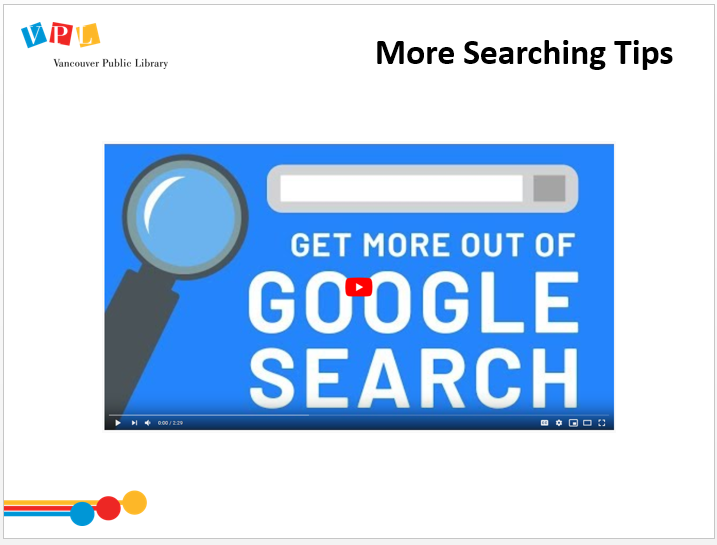 VPL
Vancouver Public Library
More Searching Tips
GET MORE OUT OF
GOOGLE
SEARCH
0:00 / 2:29